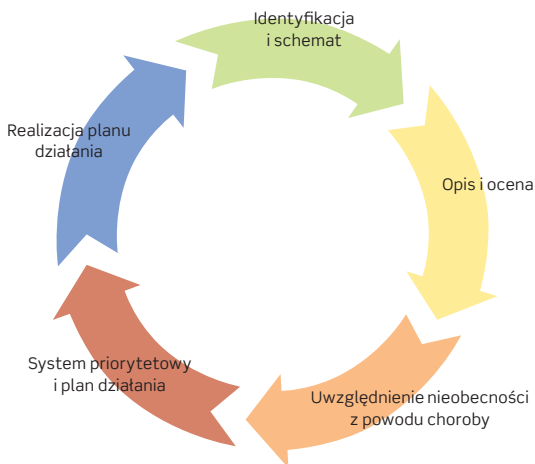 Identyfikacja
i schemat
Opis i ocena
Uwzględnienie nieobecności
z powodu choroby
System priorytetowy
i plan działania
Realizacja planu
działania